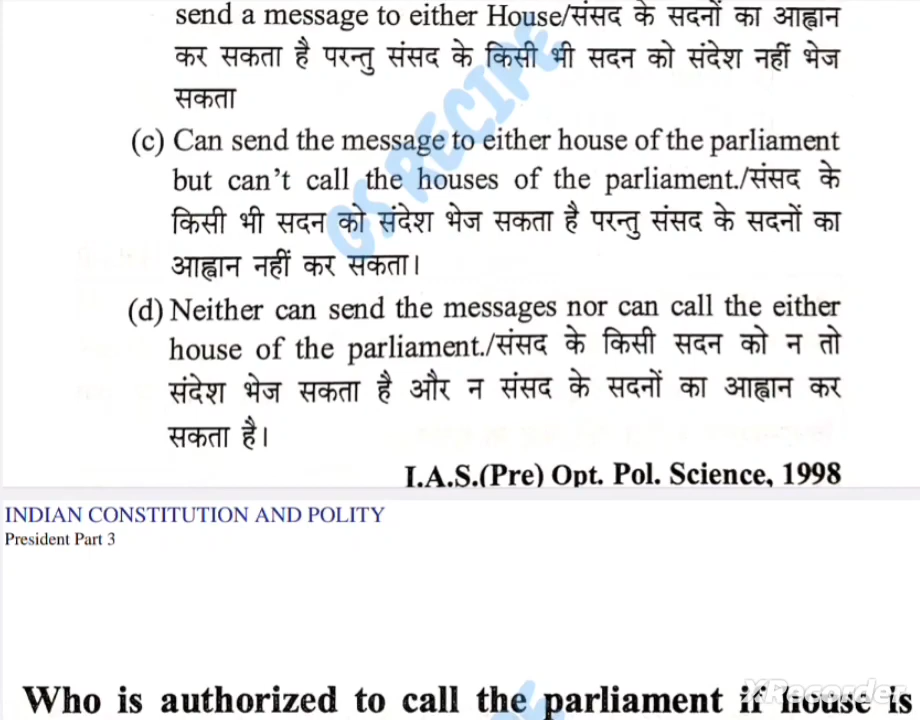 send a message to either House/संसद के सदनों का आह्वान
कर सकता है परन्तु संसद के किसी भी सदन को संदेश नहीं भेज
सकता
(c) Can send the message to either house of the parliament
but can't call the houses of the parliament./संसद के
किसी भी सदन को संदेश भेज सकता है परन्तु संसद के सदनों का
आह्वान नहीं कर सकता।
(d) Neither can send the messages nor can call the either
house of the parliament./संसद के किसी सदन को न तो
संदेश भेज सकता है और न संसद के सदनों का आह्वान कर
सकता है।
I.A.S.(Pre) Opt. Pol. Science, 1998
GS RECIPE
INDIAN CONSTITUTION AND POLITY
President Part 3
Who is authorized to call the parliament if house is
XRecorder